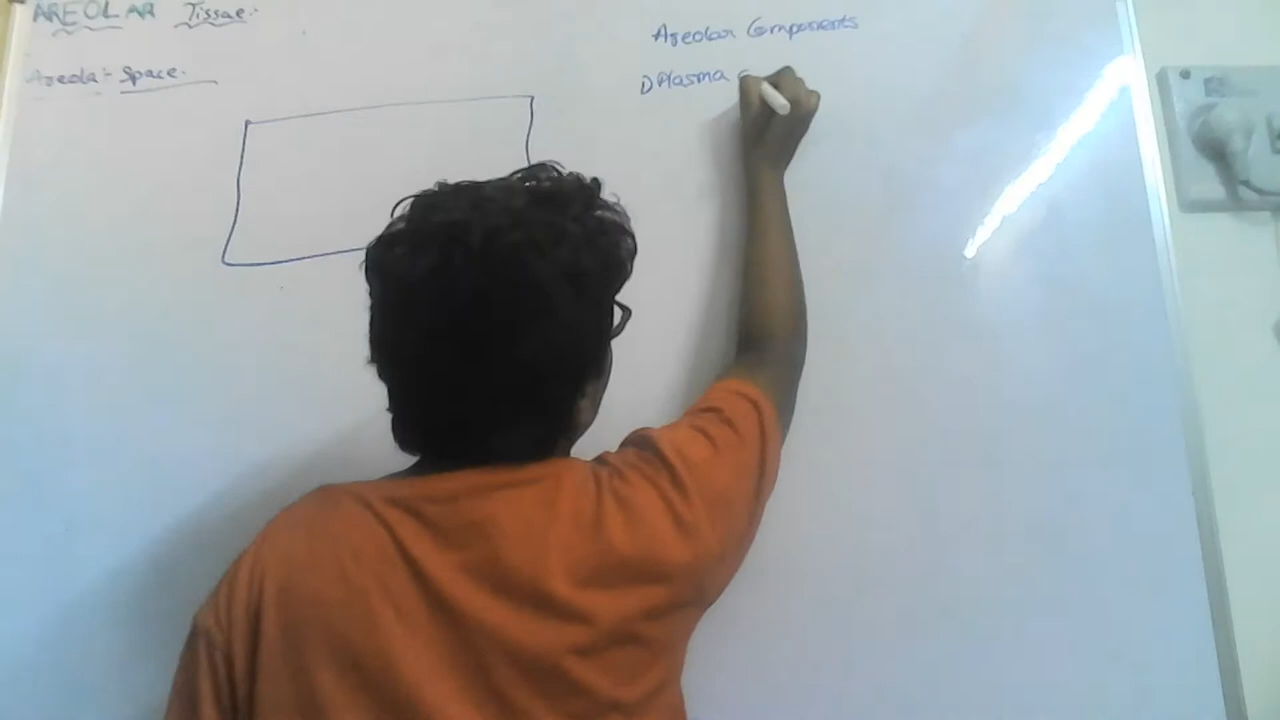 AREOLAR Tissue:-
Areola:- Space.
Areolar Components
1) Plasma